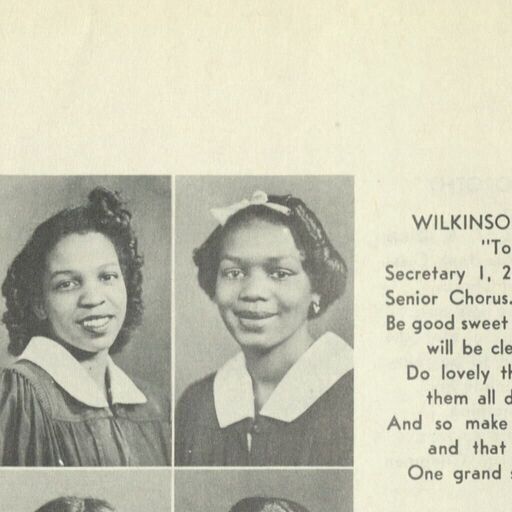 WILKINSO
"To
Secretary 1, 2
Senior Chorus.
Be good sweet
will be cle
Do lovely th
them all d
And so make
and that
One grand s